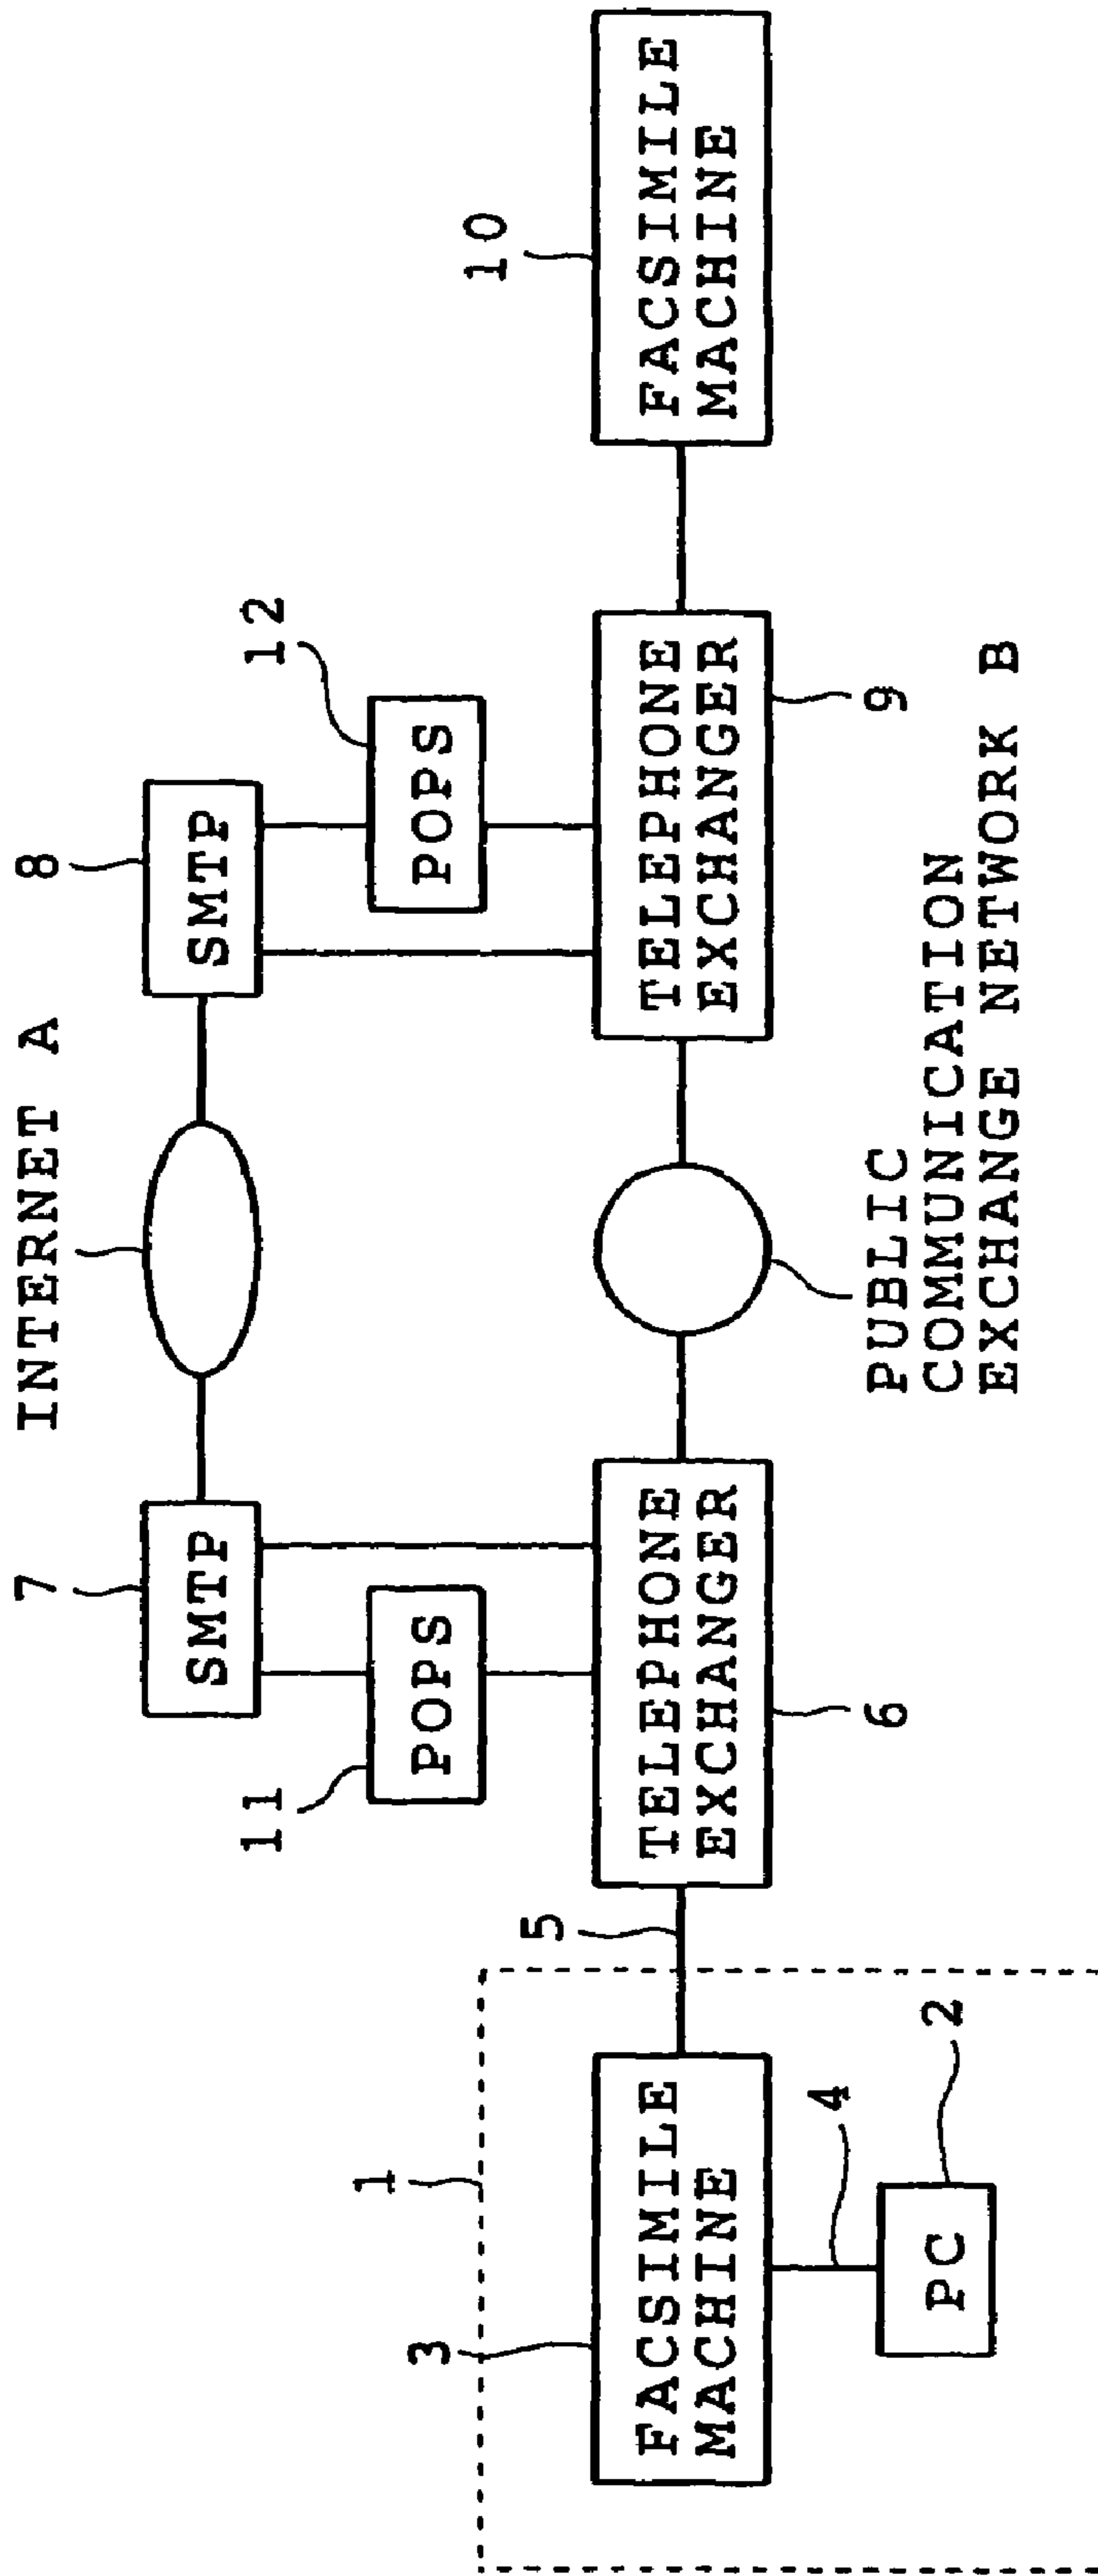 INTERNET A
7
SMTP
8
SMTP
11
POPS
12
POPS
1
3
FACSIMILE
MACHINE
5
TELEPHONE
EXCHANGER
6
TELEPHONE
EXCHANGER
9
10
FACSIMILE
MACHINE
4
PC
2
PUBLIC
COMMUNICATION
EXCHANGE NETWORK B